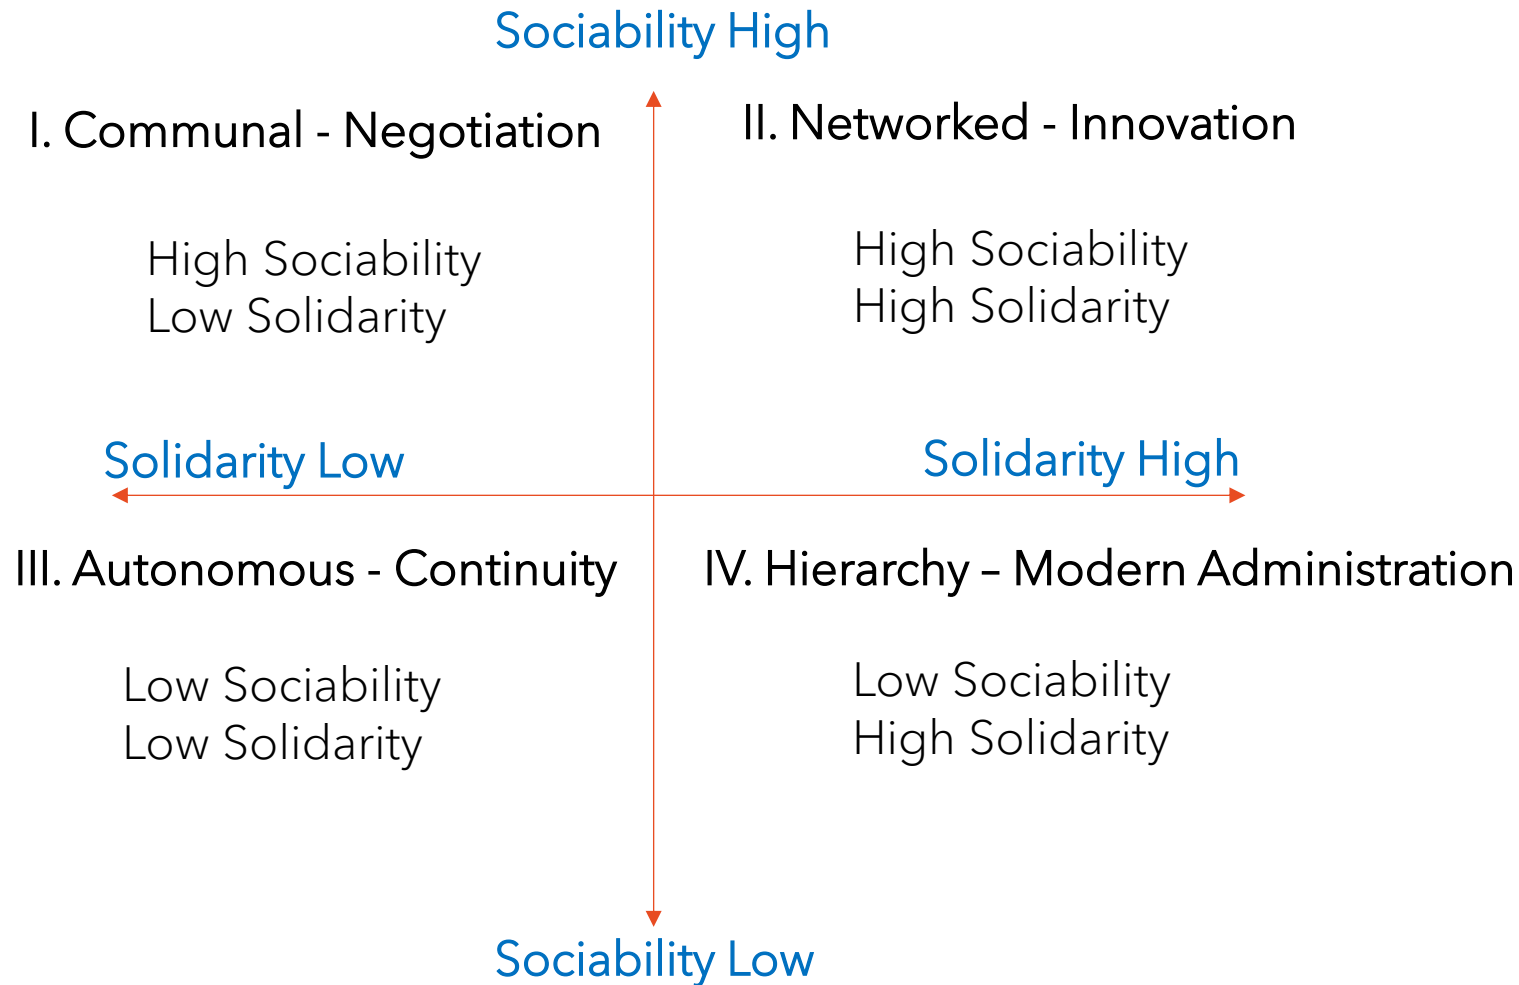 Sociability High
I. Communal - Negotiation
II. Networked - Innovation
High Sociability
Low Solidarity
High Sociability
High Solidarity
Solidarity Low
Solidarity High
III. Autonomous - Continuity
IV. Hierarchy – Modern Administration
Low Sociability
Low Solidarity
Low Sociability
High Solidarity
Sociability Low